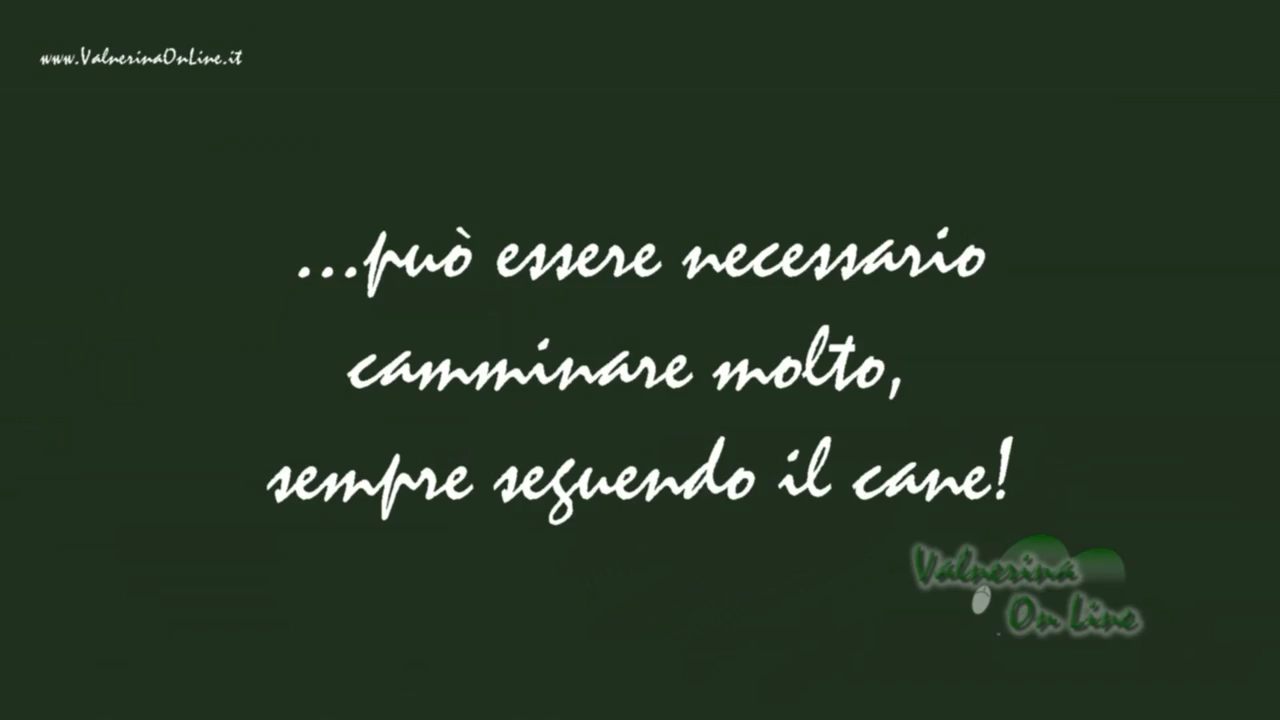 www.ValnerinaOnLine.it
...può essere necessario
camminare molto,
sempre seguendo il cane!
Valnerina
On Line